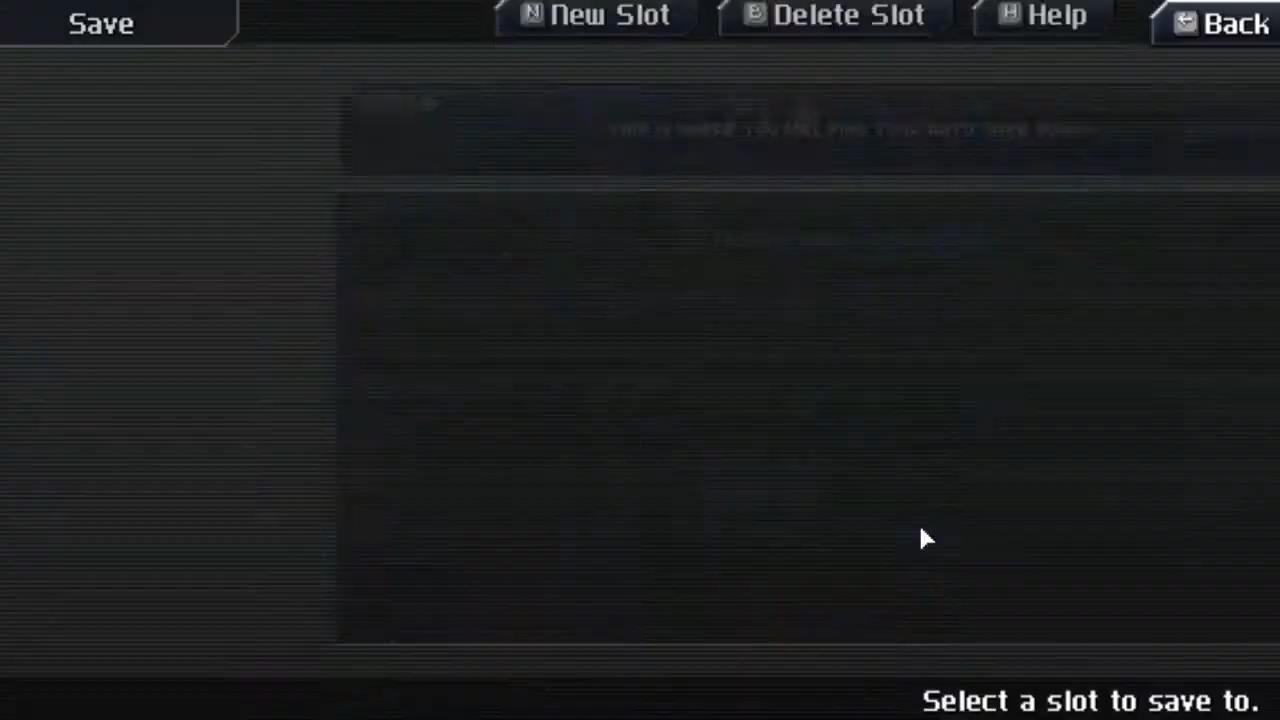 Save
N New Slot
B Delete Slot
H Help
Back
Select a slot to save to.